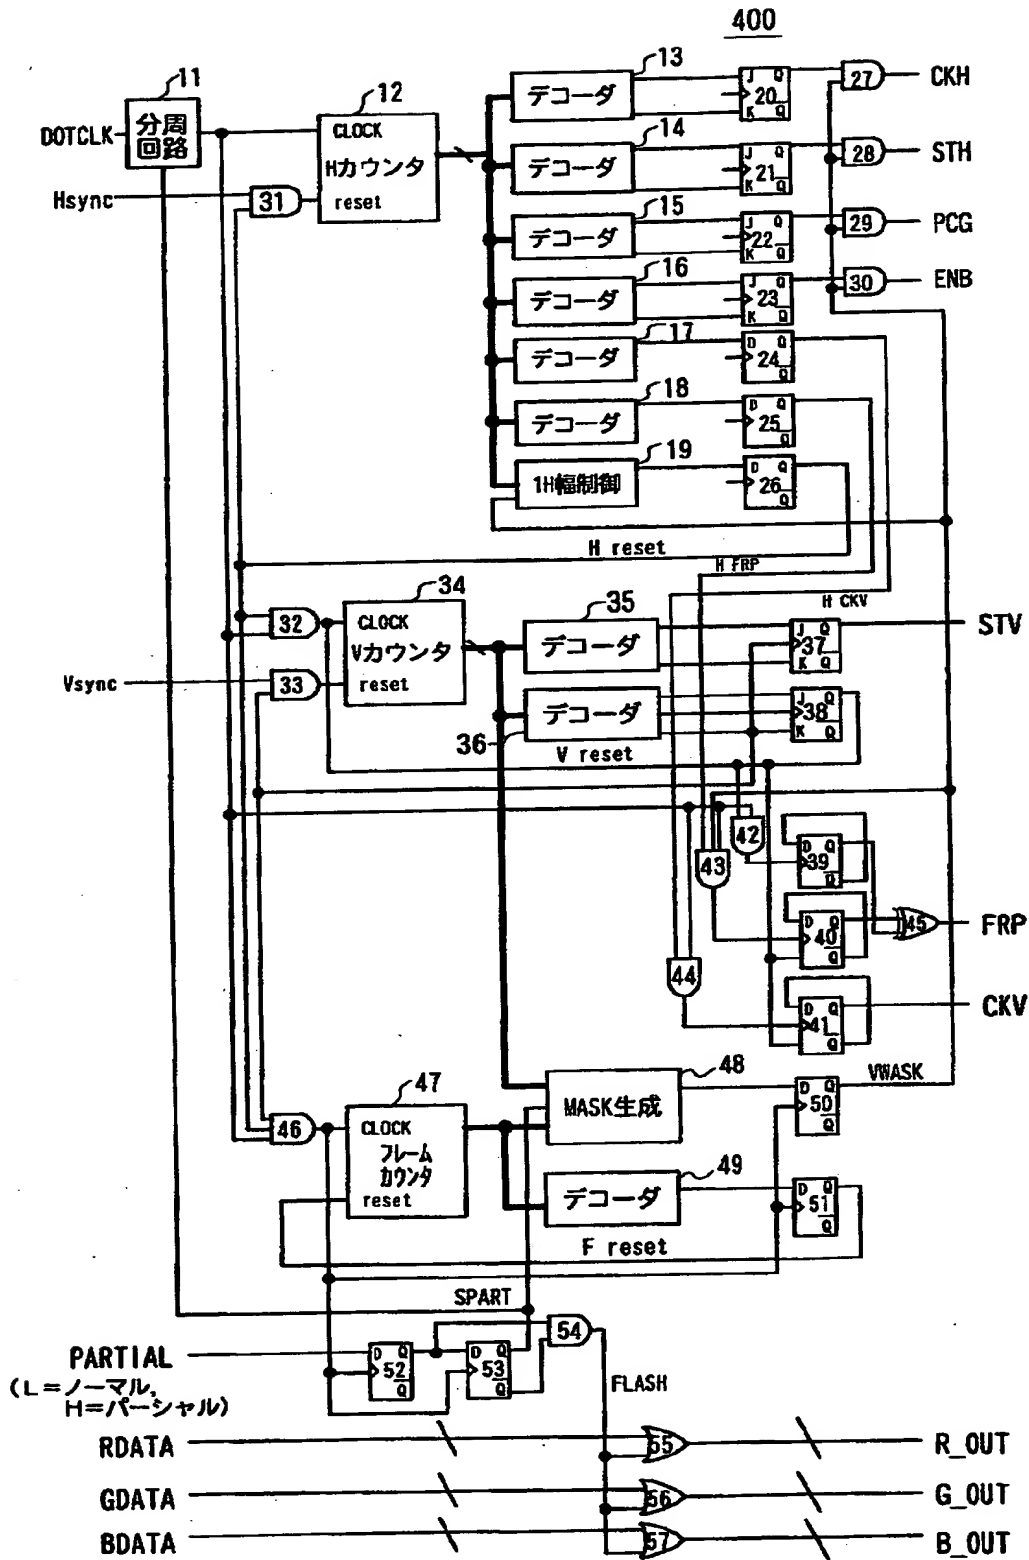 400
11
分周
回路
DOTCLK
12
CLOCK
Hカウンタ
reset
Hsync
31
13
デコーダ
J Q
20
K Q
27
CKH
14
デコーダ
J Q
21
K Q
28
STH
15
デコーダ
J Q
22
K Q
29
PCG
16
デコーダ
J Q
23
K Q
30
ENB
17
デコーダ
D Q
24
Q
18
デコーダ
D Q
25
Q
19
1H幅制御
D Q
26
Q
H reset
H FRP
H CKV
34
CLOCK
Vカウンタ
reset
32
33
Vsync
35
デコーダ
J Q
37
K Q
STV
36
デコーダ
J Q
38
K Q
V reset
42
43
44
D Q
39
Q
D Q
40
Q
45
FRP
D Q
41
Q
CKV
46
47
CLOCK
フレーム
カウンタ
reset
48
MASK生成
D Q
50
Q
VWASK
49
デコーダ
D Q
51
Q
F reset
SPART
54
FLASH
PARTIAL
(L=ノーマル,
H=パーシャル)
D Q
52
Q
D Q
53
Q
RDATA
55
R_OUT
GDATA
56
G_OUT
BDATA
57
B_OUT